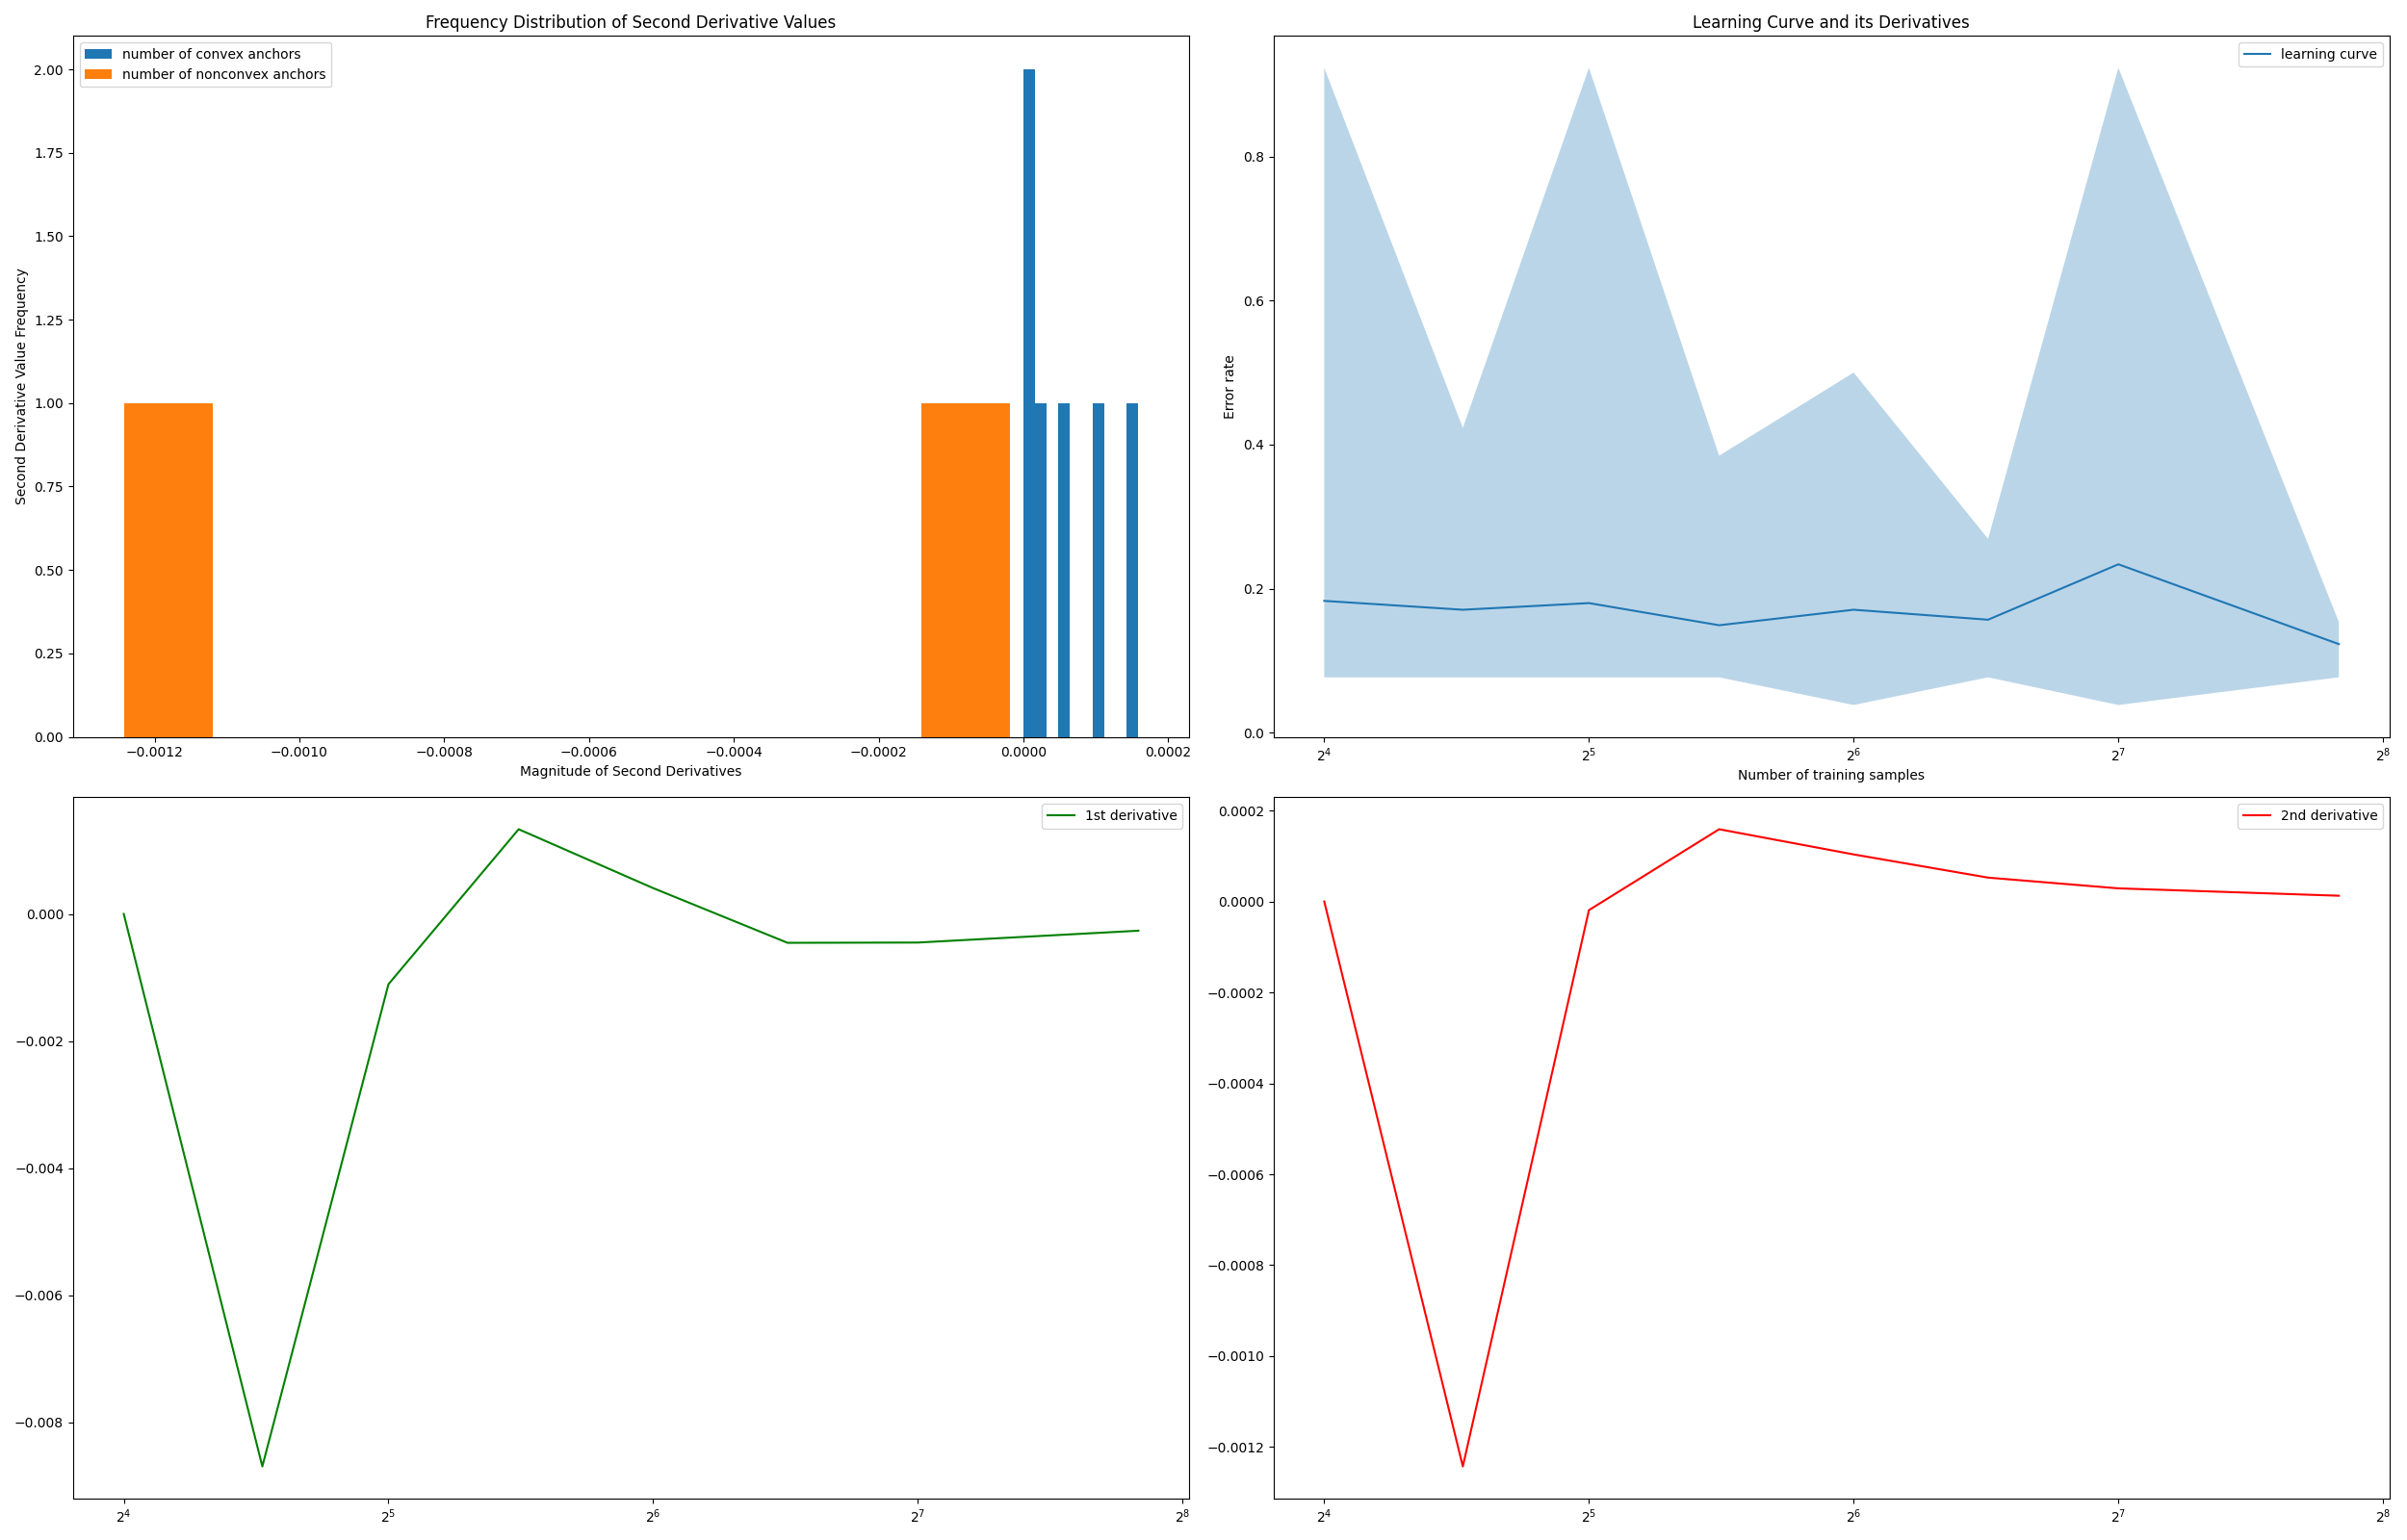 Frequency Distribution of Second Derivative Values
number of convex anchors
number of nonconvex anchors
2.00
1.75
1.50
1.25
1.00
0.75
0.50
0.25
0.00
Second Derivative Value Frequency
−0.0012 −0.0010 −0.0008 −0.0006 −0.0004 −0.0002 0.0000 0.0002
Magnitude of Second Derivatives
Learning Curve and its Derivatives
learning curve
0.8
0.6
0.4
0.2
0.0
Error rate
2⁴ 2⁵ 2⁶ 2⁷ 2⁸
Number of training samples
1st derivative
0.000
−0.002
−0.004
−0.006
−0.008
2⁴ 2⁵ 2⁶ 2⁷ 2⁸
2nd derivative
0.0002
0.0000
−0.0002
−0.0004
−0.0006
−0.0008
−0.0010
−0.0012
2⁴ 2⁵ 2⁶ 2⁷ 2⁸